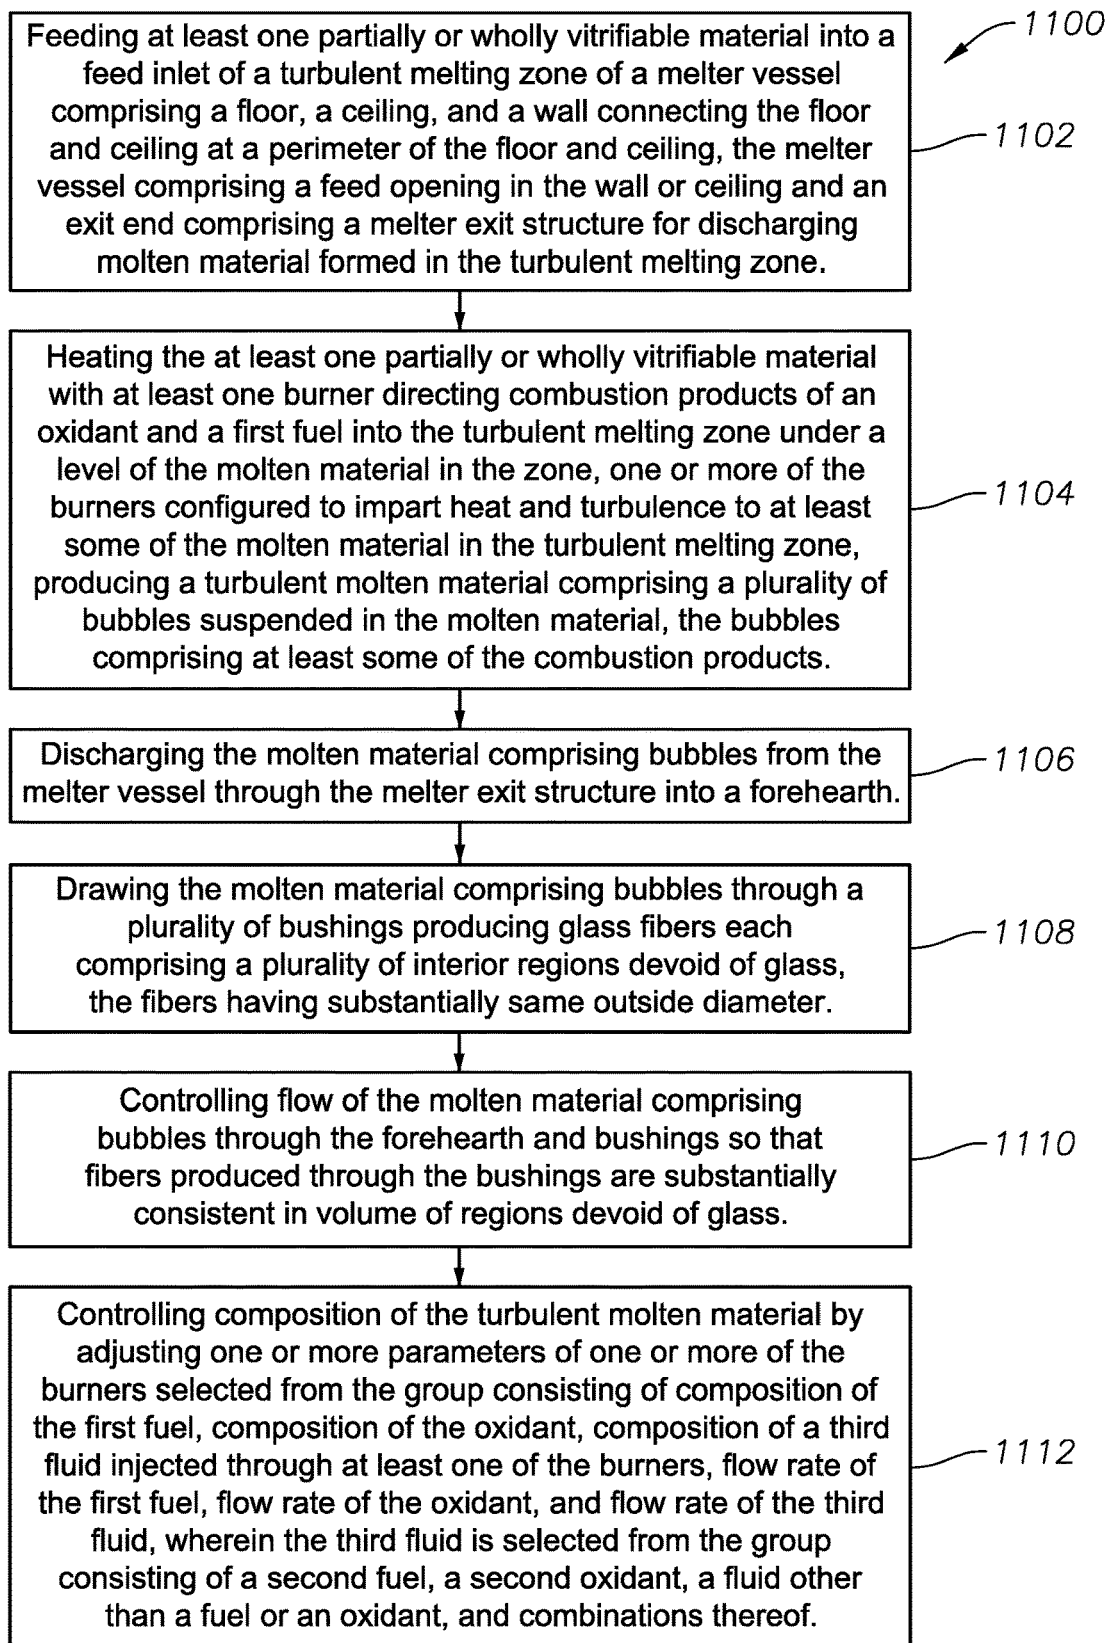 1100
Feeding at least one partially or wholly vitrifiable material into a
feed inlet of a turbulent melting zone of a melter vessel
comprising a floor, a ceiling, and a wall connecting the floor
and ceiling at a perimeter of the floor and ceiling, the melter
vessel comprising a feed opening in the wall or ceiling and an
exit end comprising a melter exit structure for discharging
molten material formed in the turbulent melting zone.
1102
Heating the at least one partially or wholly vitrifiable material
with at least one burner directing combustion products of an
oxidant and a first fuel into the turbulent melting zone under a
level of the molten material in the zone, one or more of the
burners configured to impart heat and turbulence to at least
some of the molten material in the turbulent melting zone,
producing a turbulent molten material comprising a plurality of
bubbles suspended in the molten material, the bubbles
comprising at least some of the combustion products.
1104
Discharging the molten material comprising bubbles from the
melter vessel through the melter exit structure into a forehearth.
1106
Drawing the molten material comprising bubbles through a
plurality of bushings producing glass fibers each
comprising a plurality of interior regions devoid of glass,
the fibers having substantially same outside diameter.
1108
Controlling flow of the molten material comprising
bubbles through the forehearth and bushings so that
fibers produced through the bushings are substantially
consistent in volume of regions devoid of glass.
1110
Controlling composition of the turbulent molten material by
adjusting one or more parameters of one or more of the
burners selected from the group consisting of composition of
the first fuel, composition of the oxidant, composition of a third
fluid injected through at least one of the burners, flow rate of
the first fuel, flow rate of the oxidant, and flow rate of the third
fluid, wherein the third fluid is selected from the group
consisting of a second fuel, a second oxidant, a fluid other
than a fuel or an oxidant, and combinations thereof.
1112